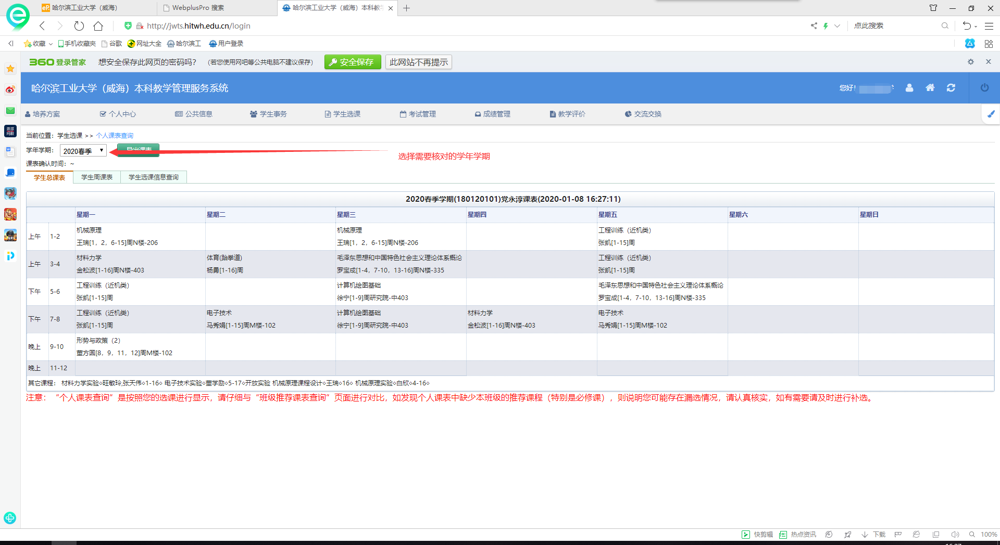 哈尔滨工业大学（威海）
WebplusPro 搜索
哈尔滨工业大学（威海）本科教学
http://jwts.hitwh.edu.cn/login
点此搜索
收藏 手机收藏夹 谷歌 网址大全 哈尔滨工 用户登录
360登录管家 想安全保存此网页的密码吗？（若您使用网吧等公共电脑不建议保存） 安全保存 此网站不再提示
哈尔滨工业大学（威海）本科教学管理服务系统
您好!
培养方案 个人中心 公共信息 学生事务 学生选课 考试管理 成绩管理 教学评价 交流交换
当前位置：学生选课 >> 个人课表查询
学年学期： 2020春季 导出课表
选择需要核对的学年学期
课表确认时间：~
学生总课表 学生周课表 学生选课信息查询
2020春季学期(180120101)党永淳课表(2020-01-08 16:27:11)
星期一 星期二 星期三 星期四 星期五 星期六 星期日
上午 1-2
机械原理 机械原理 工程训练（近机类）
王瑞[1，2，6-15]周N楼-206 王瑞[1，2，6-15]周N楼-206 张凯[1-15]周
上午 3-4
材料力学 体育(跆拳道) 毛泽东思想和中国特色社会主义理论体系概论 工程训练（近机类）
金松波[1-16]周N楼-403 杨勇[1-16]周 罗宝成[1-4，7-10，13-16]周N楼-335 张凯[1-15]周
下午 5-6
工程训练（近机类） 计算机绘图基础 毛泽东思想和中国特色社会主义理论体系概论
张凯[1-15]周 徐宁[1-9]周研究院-中403 罗宝成[1-4，7-10，13-16]周N楼-335
下午 7-8
工程训练（近机类） 电子技术 计算机绘图基础 材料力学 电子技术
张凯[1-15]周 马秀娟[1-15]周M楼-102 徐宁[1-9]周研究院-中403 金松波[1-16]周N楼-403 马秀娟[1-15]周M楼-102
晚上 9-10
形势与政策（2）
董方圆[8，9，11，12]周M楼-102
晚上 11-12
其它课程： 材料力学实验◇旺敏玲,张天伟◇1-16◇ 电子技术实验◇董学励◇5-17◇开放实验 机械原理课程设计◇王瑞◇16◇ 机械原理实验◇白欣◇4-16◇
注意：“个人课表查询”是按照您的选课进行显示，请仔细与“班级推荐课表查询”页面进行对比，如发现个人课表中缺少本班级的推荐课程（特别是必修课），则说明您可能存在漏选情况，请认真核实，如有需要请及时进行补选。
快剪辑 热点资讯 下载 100%